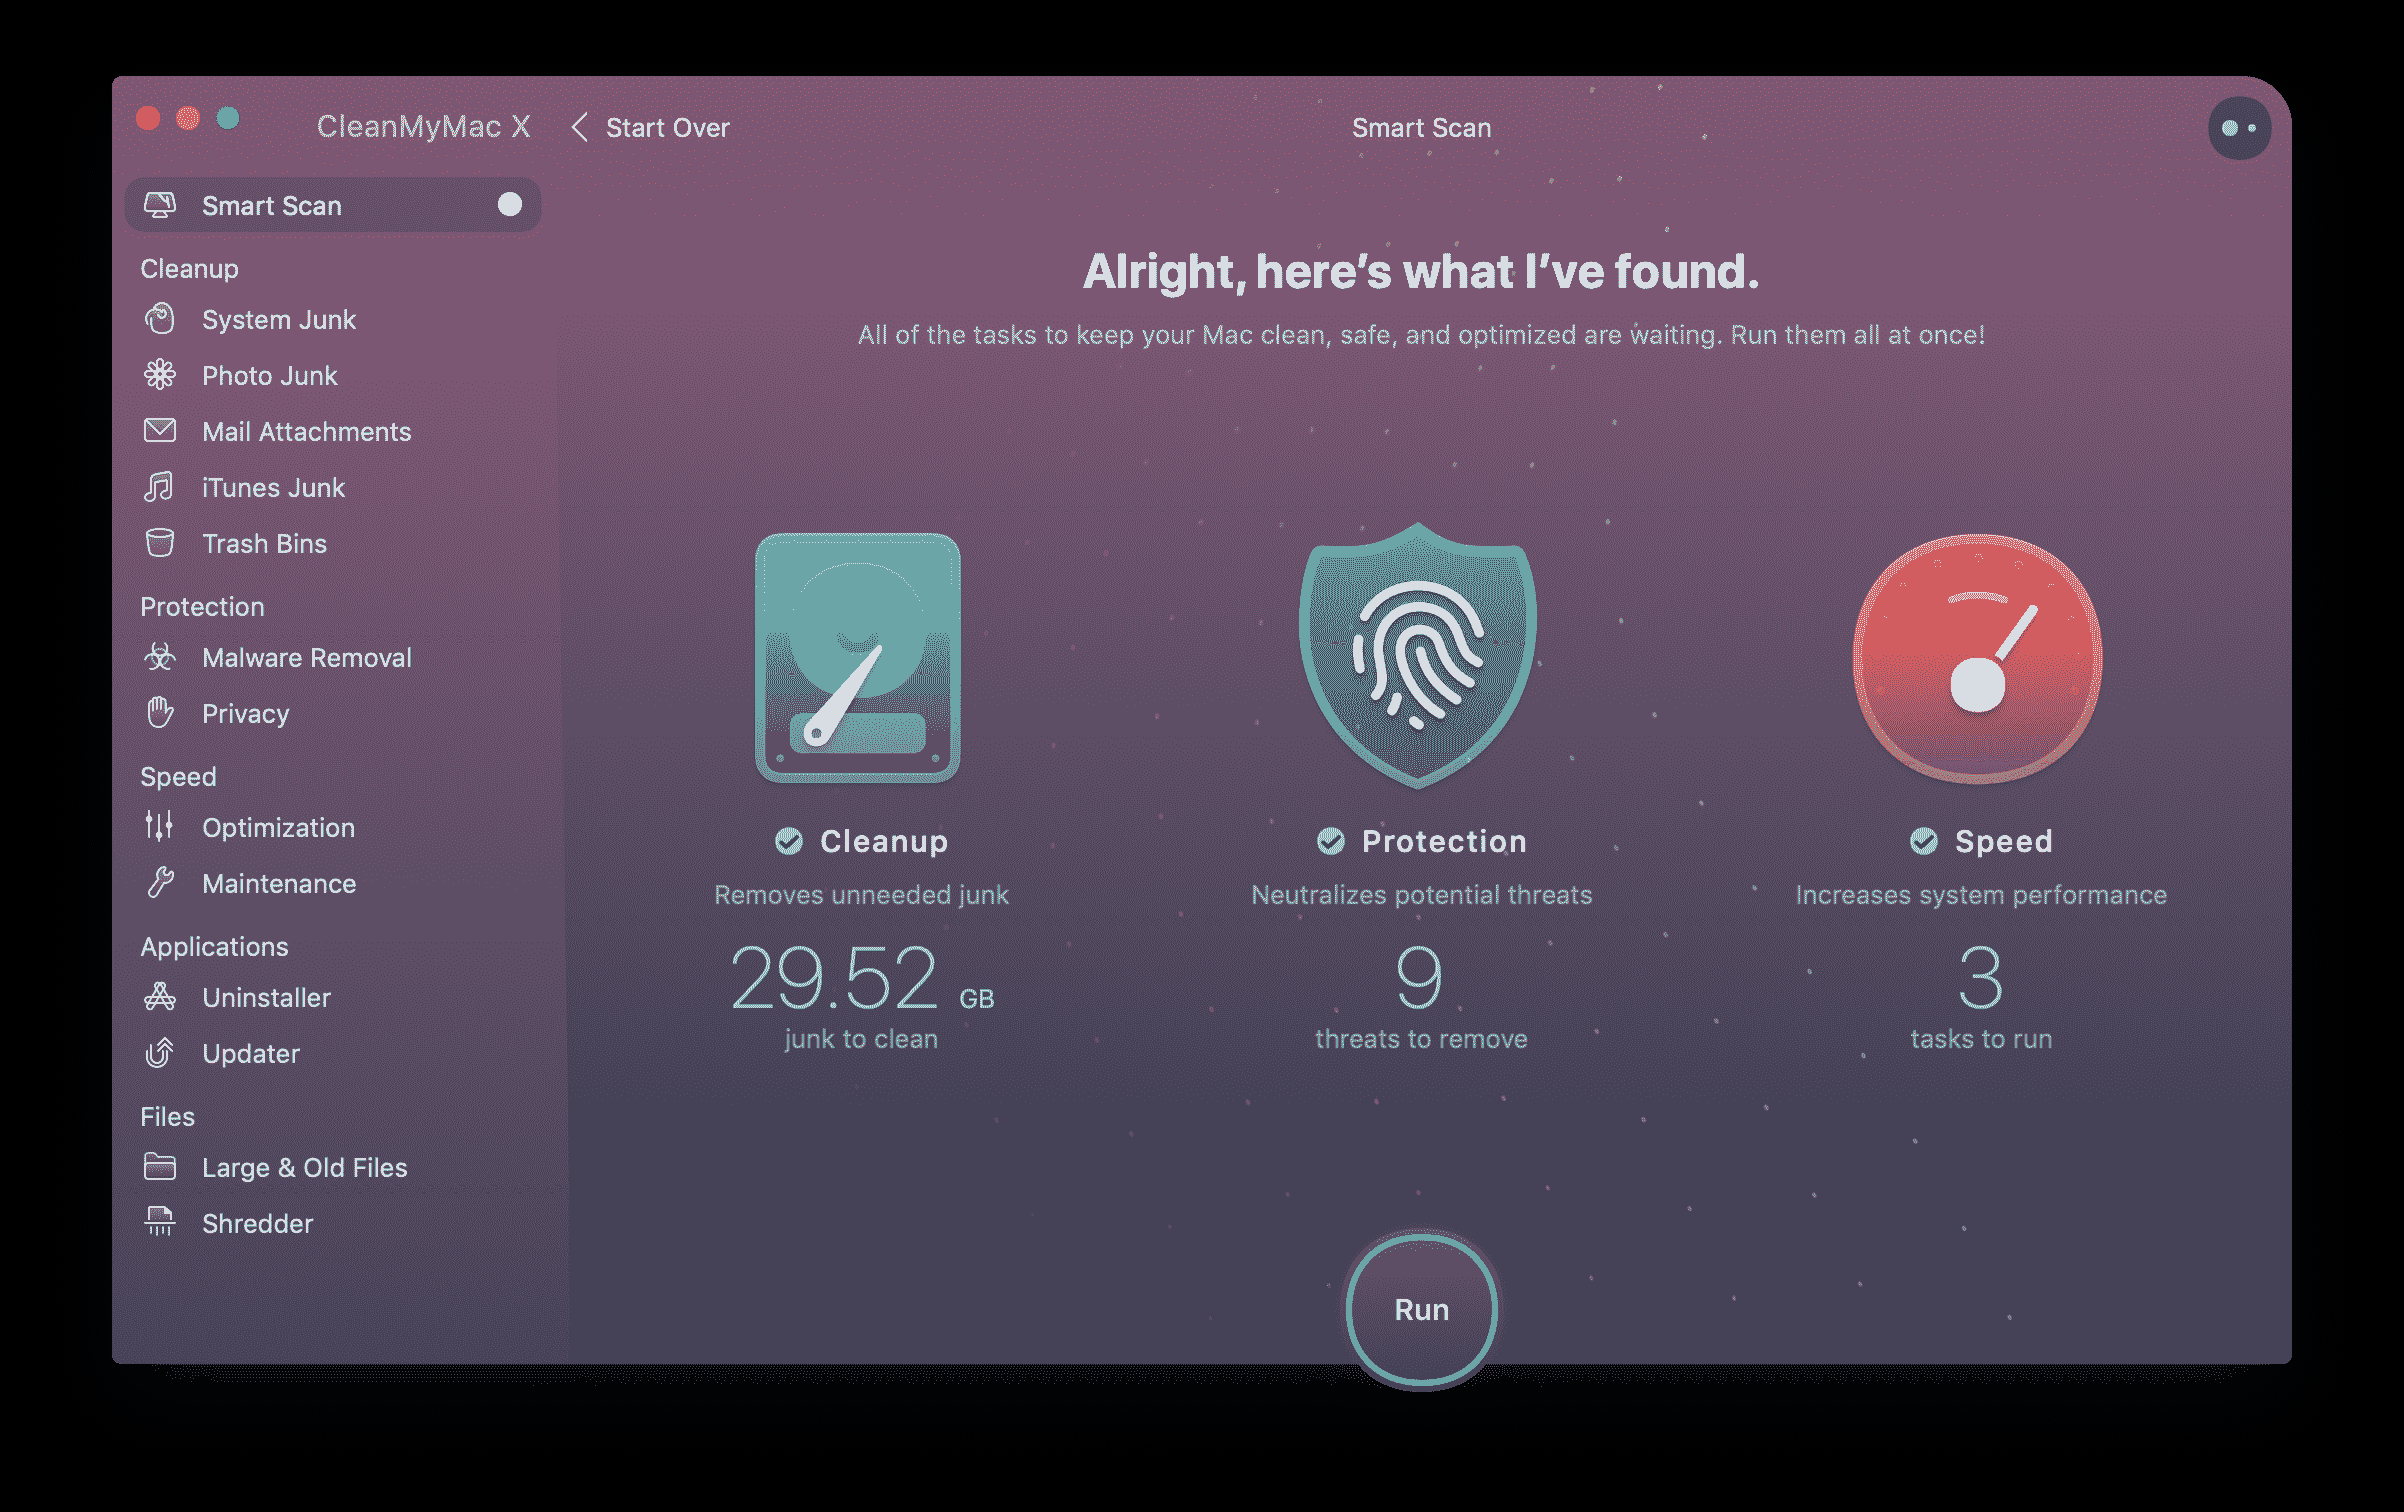 CleanMyMac X
Start Over
Smart Scan
Smart Scan
Cleanup
System Junk
Photo Junk
Mail Attachments
iTunes Junk
Trash Bins
Protection
Malware Removal
Privacy
Speed
Optimization
Maintenance
Applications
Uninstaller
Updater
Files
Large & Old Files
Shredder
Alright, here's what I've found.
All of the tasks to keep your Mac clean, safe, and optimized are waiting. Run them all at once!
Cleanup
Removes unneeded junk
29.52 GB
junk to clean
Protection
Neutralizes potential threats
9
threats to remove
Speed
Increases system performance
3
tasks to run
Run